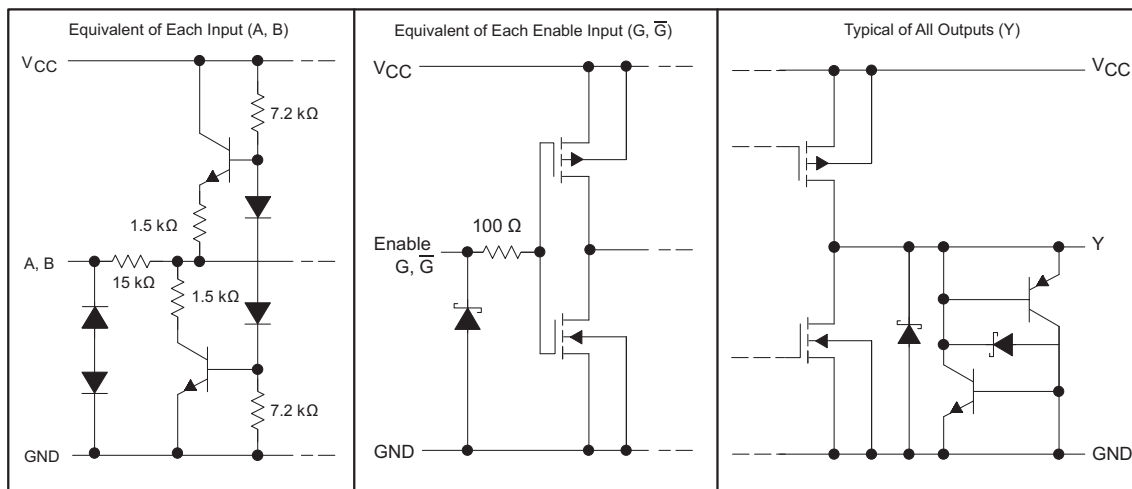 Equivalent of Each Input (A, B)
VCC
7.2 kΩ
1.5 kΩ
A, B
15 kΩ
1.5 kΩ
7.2 kΩ
GND
Equivalent of Each Enable Input (G, G̅)
VCC
100 Ω
Enable
G, G̅
GND
Typical of All Outputs (Y)
VCC
Y
GND